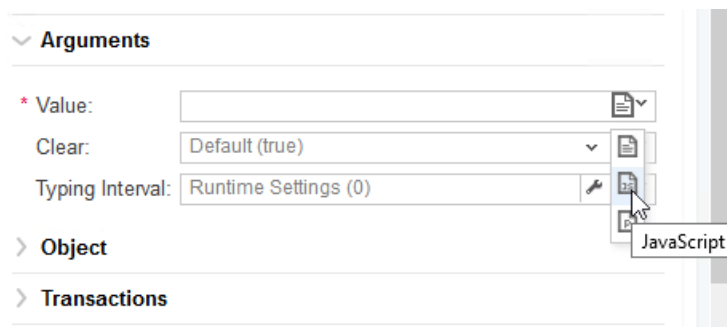 Arguments
* Value:
Clear: Default (true)
Typing Interval: Runtime Settings (0)
JavaScript
Object
Transactions